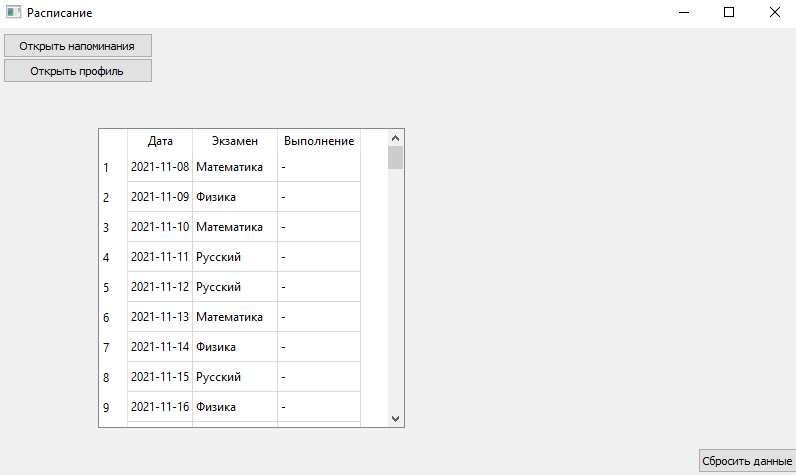 Расписание
Открыть напоминания
Открыть профиль
Дата Экзамен Выполнение
1 2021-11-08 Математика -
2 2021-11-09 Физика -
3 2021-11-10 Математика -
4 2021-11-11 Русский -
5 2021-11-12 Русский -
6 2021-11-13 Математика -
7 2021-11-14 Физика -
8 2021-11-15 Русский -
9 2021-11-16 Физика -
Сбросить данные